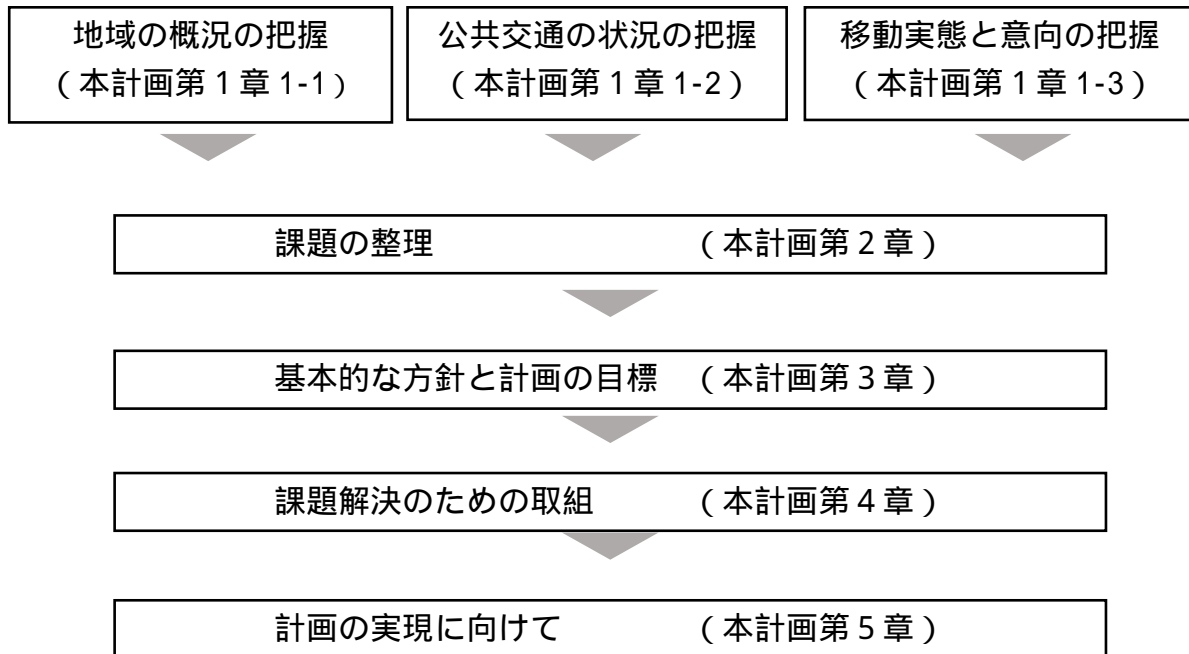 地域の概況の把握
（本計画第1章1-1）
公共交通の状況の把握
（本計画第1章1-2）
移動実態と意向の把握
（本計画第1章1-3）
課題の整理　（本計画第2章）
基本的な方針と計画の目標　（本計画第3章）
課題解決のための取組　（本計画第4章）
計画の実現に向けて　（本計画第5章）